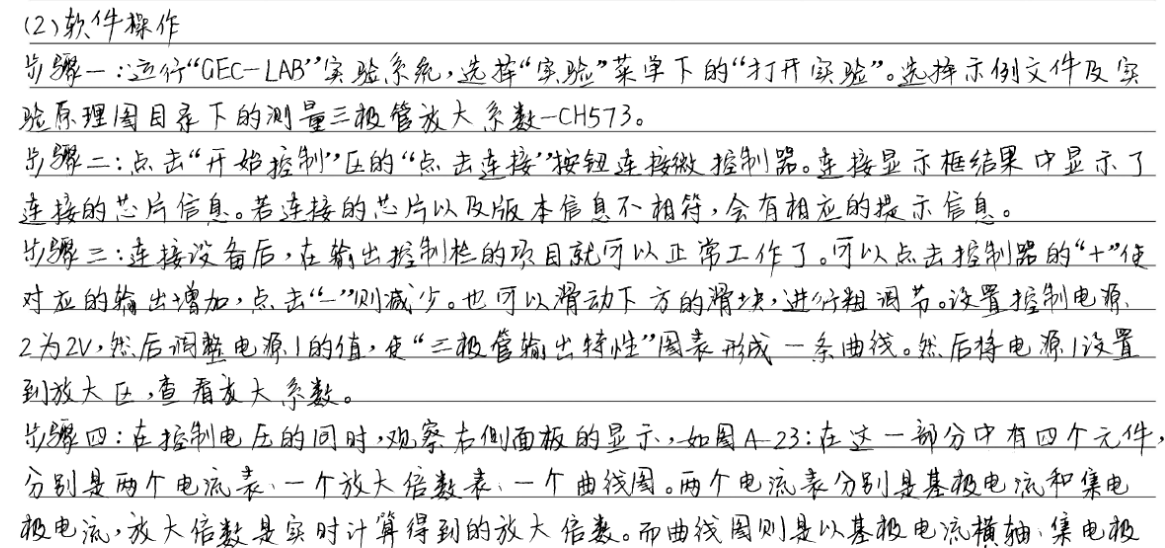 (2)软件操作
步骤一:运行“GEC-LAB”实验系统,选择“实验”菜单下的“打开实验”。选择示例文件及实
验原理图目录下的测量三极管放大系数-CH573。
步骤二:点击“开始控制”区的“点击连接”按钮连接微控制器。连接显示框结果中显示了
连接的芯片信息。若连接的芯片以及版本信息不相符,会有相应的提示信息。
步骤三:连接设备后,在输出控制栏的项目就可以正常工作了。可以点击控制器的“+”使
对应的输出增加,点击“-”则减少。也可以滑动下方的滑块,进行粗调节。设置控制电源
2为2V,然后调整电源1的值,使“三极管输出特性”图表形成一条曲线。然后将电源1设置
到放大区,查看放大系数。
步骤四:在控制电压的同时,观察右侧面板的显示,如图A-23:在这一部分中有四个元件,
分别是两个电流表、一个放大倍数表、一个曲线图。两个电流表分别是基极电流和集电
极电流,放大倍数是实时计算得到的放大倍数。而曲线图则是以基极电流横轴、集电极